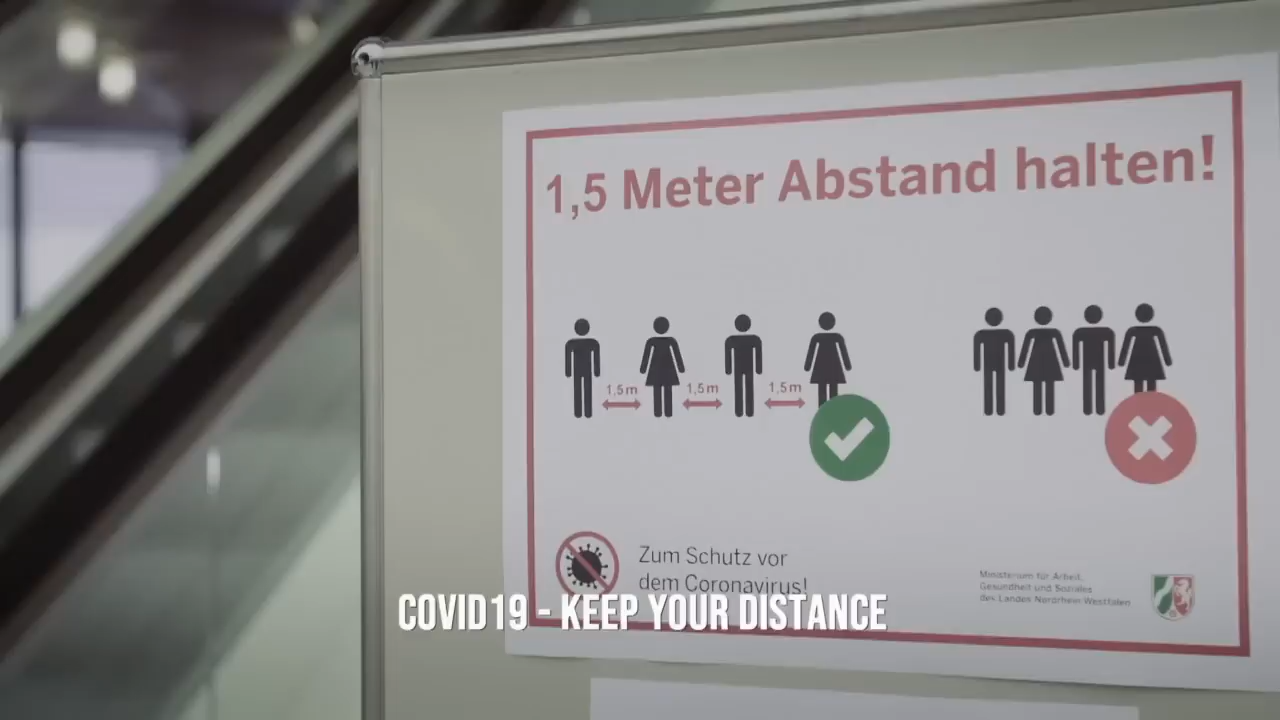 1,5 Meter Abstand halten!
1,5 m 1,5 m 1,5 m
Zum Schutz vor
dem Coronavirus!
Ministerium für Arbeit,
Gesundheit und Soziales
des Landes Nordrhein-Westfalen
COVID19 - KEEP YOUR DISTANCE